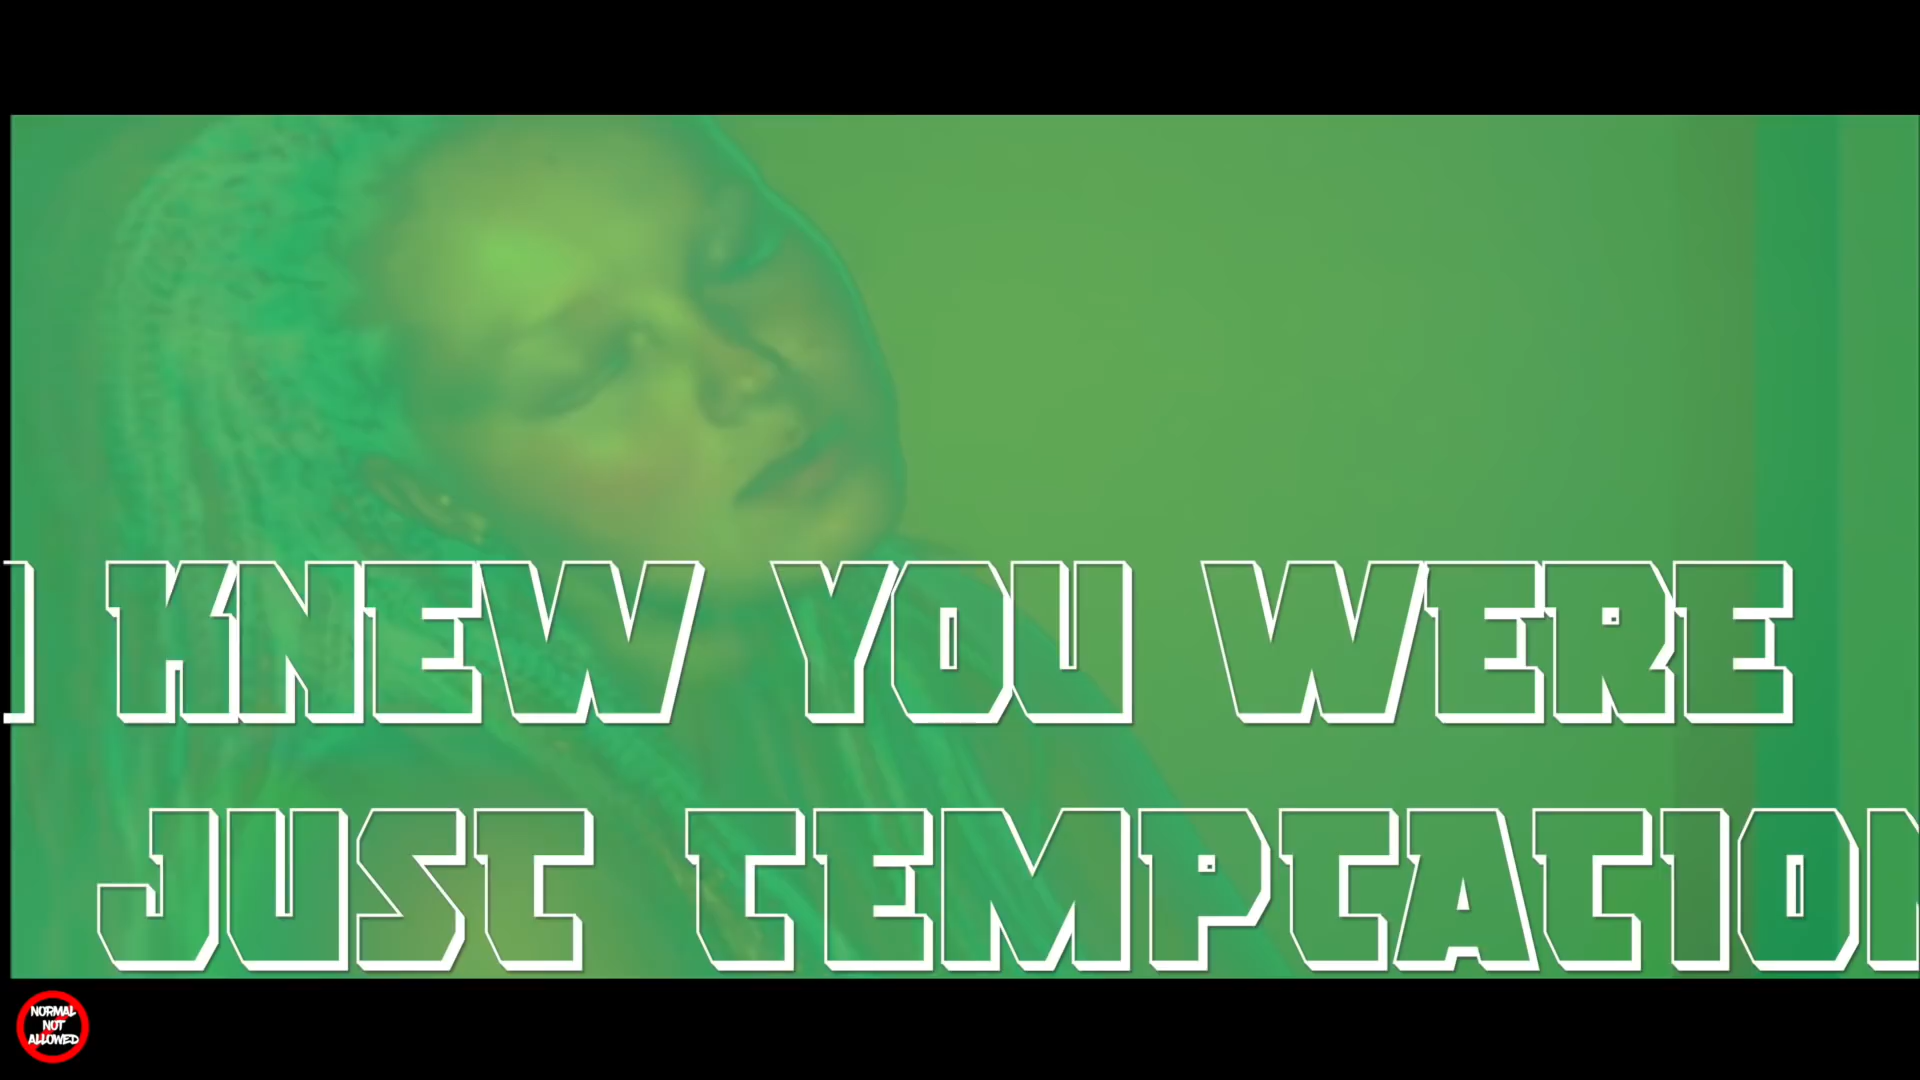 I KNEW YOU WERE
JUST TEMPTATION
NORMAL
NOT
ALLOWED